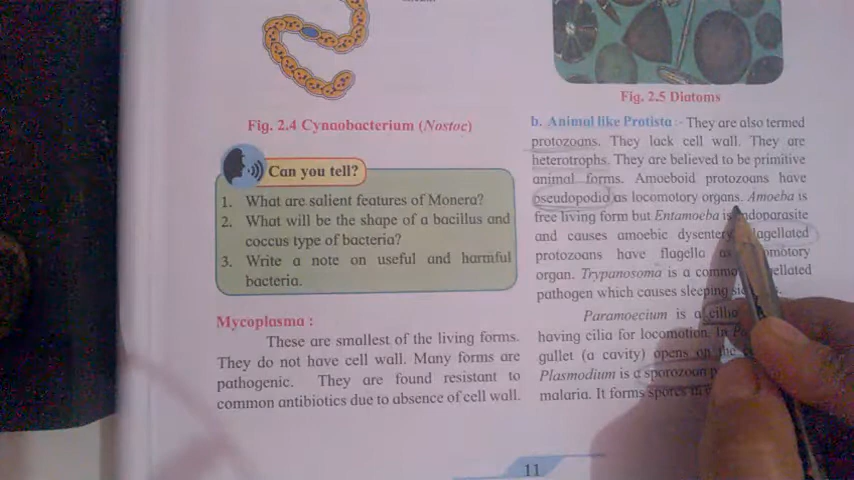 Fig. 2.4 Cynaobacterium (Nostoc)
Can you tell?
1. What are salient features of Monera?
2. What will be the shape of a bacillus and
coccus type of bacteria?
3. Write a note on useful and harmful
bacteria.
Mycoplasma :
These are smallest of the living forms.
They do not have cell wall. Many forms are
pathogenic. They are found resistant to
common antibiotics due to absence of cell wall.
Fig. 2.5 Diatoms
b. Animal like Protista :- They are also termed
protozoans. They lack cell wall. They are
heterotrophs. They are believed to be primitive
animal forms. Amoeboid protozoans have
pseudopodia as locomotory organs. Amoeba is
free living form but Entamoeba is endoparasite
and causes amoebic dysentery. Flagellated
protozoans have flagella as
organ. Trypanosoma is a
pathogen which causes sleeping
Paramoecium is a
having cilia for locomotion. In
gullet (a cavity) opens on the
Plasmodium is a sporozoan
malaria. It forms spores in
11